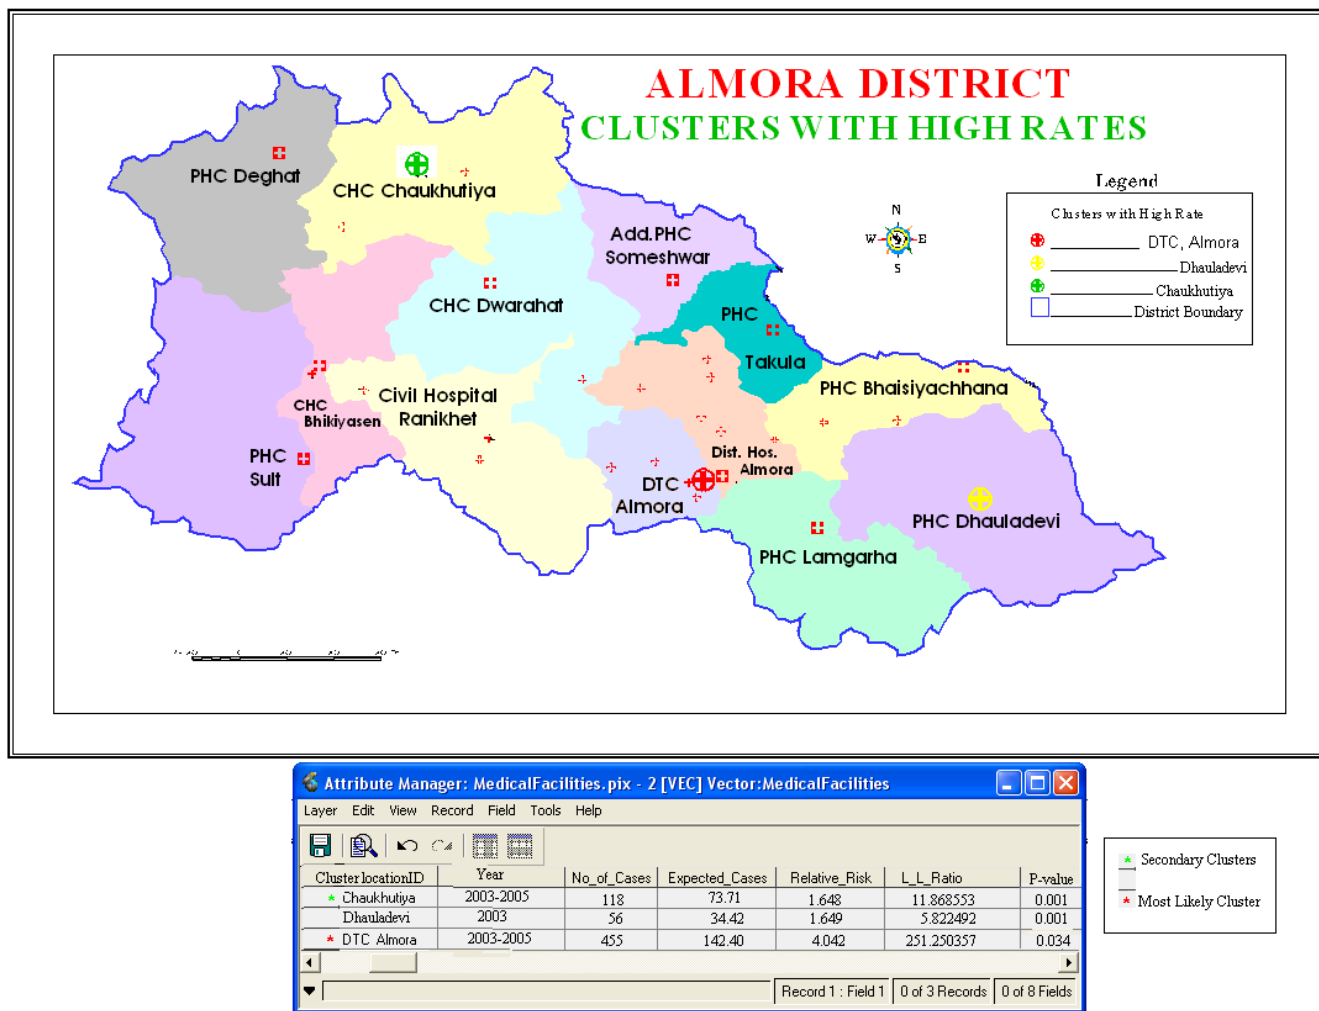 ALMORA DISTRICT
CLUSTERS WITH HIGH RATES
PHC Deghat
CHC Chaukhutiya
Add.PHC
Someshwar
CHC Dwarahat
PHC
Takula
PHC Bhaisiyachhana
Civil Hospital
Ranikhet
CHC
Bhikiyasen
PHC
Sult
Dist. Hos.
Almora
DTC
Almora
PHC Dhauladevi
PHC Lamgarha
N
W E
S
Legend
Clusters with High Rate
DTC, Almora
Dhauladevi
Chaukhutiya
District Boundary
Attribute Manager: MedicalFacilities.pix - 2 [VEC] Vector:MedicalFacilities
Layer Edit View Record Field Tools Help
ClusterlocationID Year No_of_Cases Expected_Cases Relative_Risk L_L_Ratio P-value
* Chaukhutiya 2003-2005 118 73.71 1.648 11.868553 0.001
Dhauladevi 2003 56 34.42 1.649 5.822492 0.001
* DTC Almora 2003-2005 455 142.40 4.042 251.250357 0.034
Record 1 : Field 1 0 of 3 Records 0 of 8 Fields
* Secondary Clusters
* Most Likely Cluster